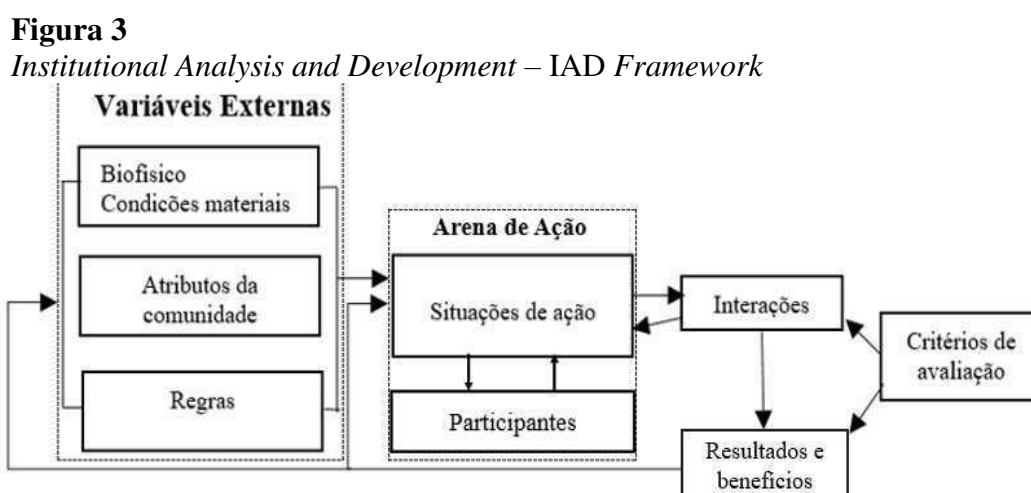 Figura 3
Institutional Analysis and Development – IAD Framework
Variáveis Externas
Biofisico
Condicões materiais
Atributos da
comunidade
Regras
Arena de Ação
Situações de ação
Participantes
Interações
Critérios de
avaliação
Resultados e
benefícios